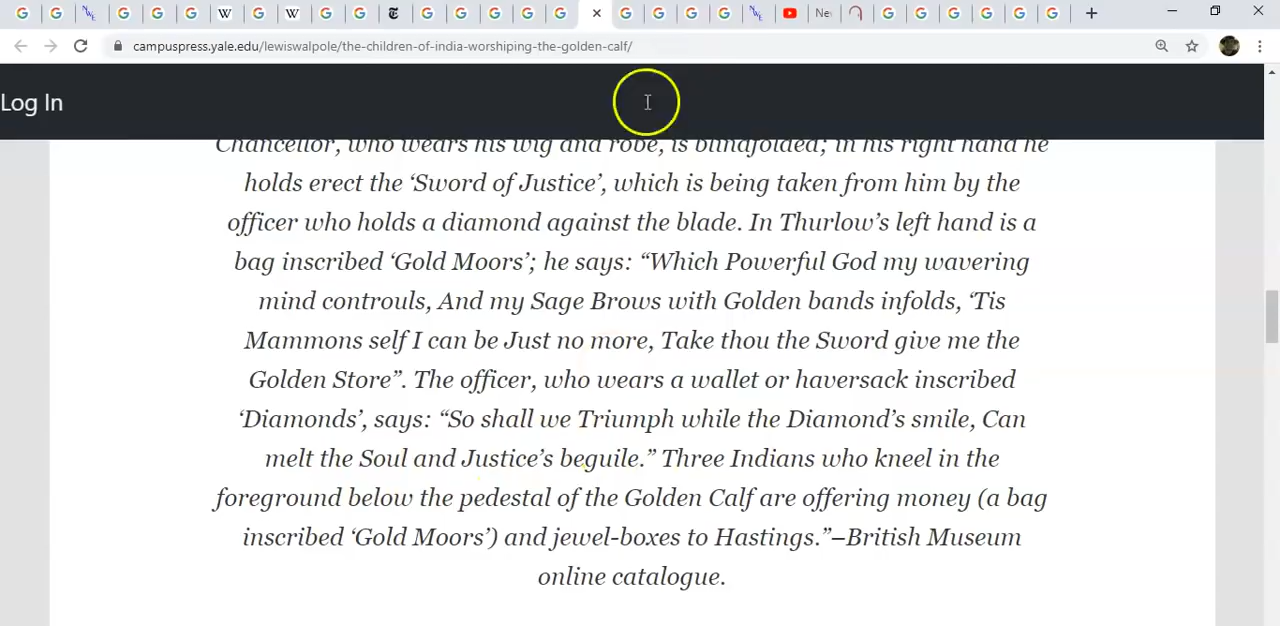 Nev
campuspress.yale.edu/lewiswalpole/the-children-of-india-worshiping-the-golden-calf/
Log In
Chancellor, who wears his wig and robe, is blindfolded; in his right hand he
holds erect the ‘Sword of Justice’, which is being taken from him by the
officer who holds a diamond against the blade. In Thurlow’s left hand is a
bag inscribed ‘Gold Moors’; he says: “Which Powerful God my wavering
mind controuls, And my Sage Brows with Golden bands infolds, ‘Tis
Mammons self I can be Just no more, Take thou the Sword give me the
Golden Store”. The officer, who wears a wallet or haversack inscribed
‘Diamonds’, says: “So shall we Triumph while the Diamond’s smile, Can
melt the Soul and Justice’s beguile.” Three Indians who kneel in the
foreground below the pedestal of the Golden Calf are offering money (a bag
inscribed ‘Gold Moors’) and jewel-boxes to Hastings.”–British Museum
online catalogue.